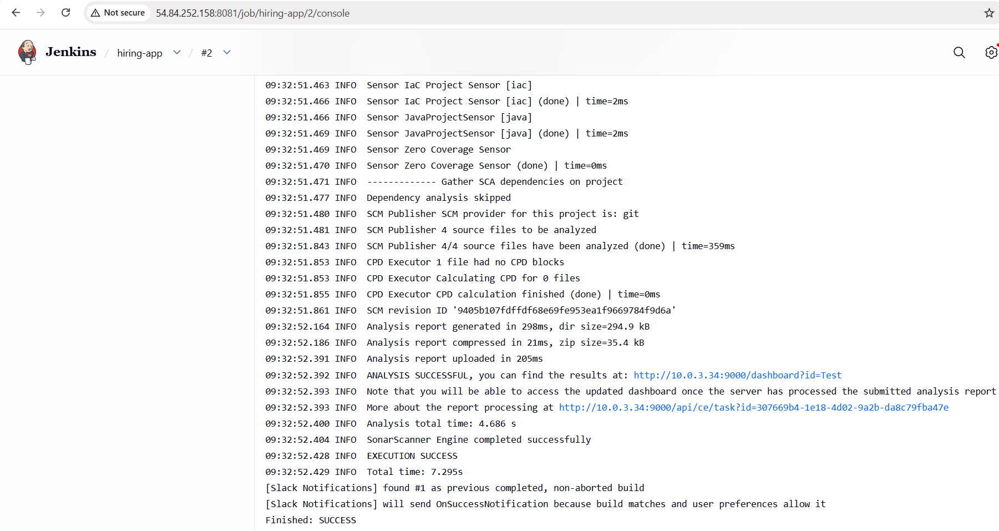 Not secure 54.84.252.158:8081/job/hiring-app/2/console
Jenkins / hiring-app / #2
09:32:51.463 INFO  Sensor IaC Project Sensor [iac]
09:32:51.466 INFO  Sensor IaC Project Sensor [iac] (done) | time=2ms
09:32:51.466 INFO  Sensor JavaProjectSensor [java]
09:32:51.469 INFO  Sensor JavaProjectSensor [java] (done) | time=2ms
09:32:51.469 INFO  Sensor Zero Coverage Sensor
09:32:51.470 INFO  Sensor Zero Coverage Sensor (done) | time=0ms
09:32:51.471 INFO  ------------- Gather SCA dependencies on project
09:32:51.477 INFO  Dependency analysis skipped
09:32:51.480 INFO  SCM Publisher SCM provider for this project is: git
09:32:51.481 INFO  SCM Publisher 4 source files to be analyzed
09:32:51.843 INFO  SCM Publisher 4/4 source files have been analyzed (done) | time=359ms
09:32:51.853 INFO  CPD Executor 1 file had no CPD blocks
09:32:51.853 INFO  CPD Executor Calculating CPD for 0 files
09:32:51.855 INFO  CPD Executor CPD calculation finished (done) | time=0ms
09:32:51.861 INFO  SCM revision ID '9405b107fdffdf68e69fe953ea1f9669784f9d6a'
09:32:52.164 INFO  Analysis report generated in 298ms, dir size=294.9 kB
09:32:52.186 INFO  Analysis report compressed in 21ms, zip size=35.4 kB
09:32:52.391 INFO  Analysis report uploaded in 205ms
09:32:52.392 INFO  ANALYSIS SUCCESSFUL, you can find the results at: http://10.0.3.34:9000/dashboard?id=Test
09:32:52.393 INFO  Note that you will be able to access the updated dashboard once the server has processed the submitted analysis report
09:32:52.393 INFO  More about the report processing at http://10.0.3.34:9000/api/ce/task?id=307669b4-1e18-4d02-9a2b-da8c79fba47e
09:32:52.400 INFO  Analysis total time: 4.686 s
09:32:52.404 INFO  SonarScanner Engine completed successfully
09:32:52.428 INFO  EXECUTION SUCCESS
09:32:52.429 INFO  Total time: 7.295s
[Slack Notifications] found #1 as previous completed, non-aborted build
[Slack Notifications] will send OnSuccessNotification because build matches and user preferences allow it
Finished: SUCCESS